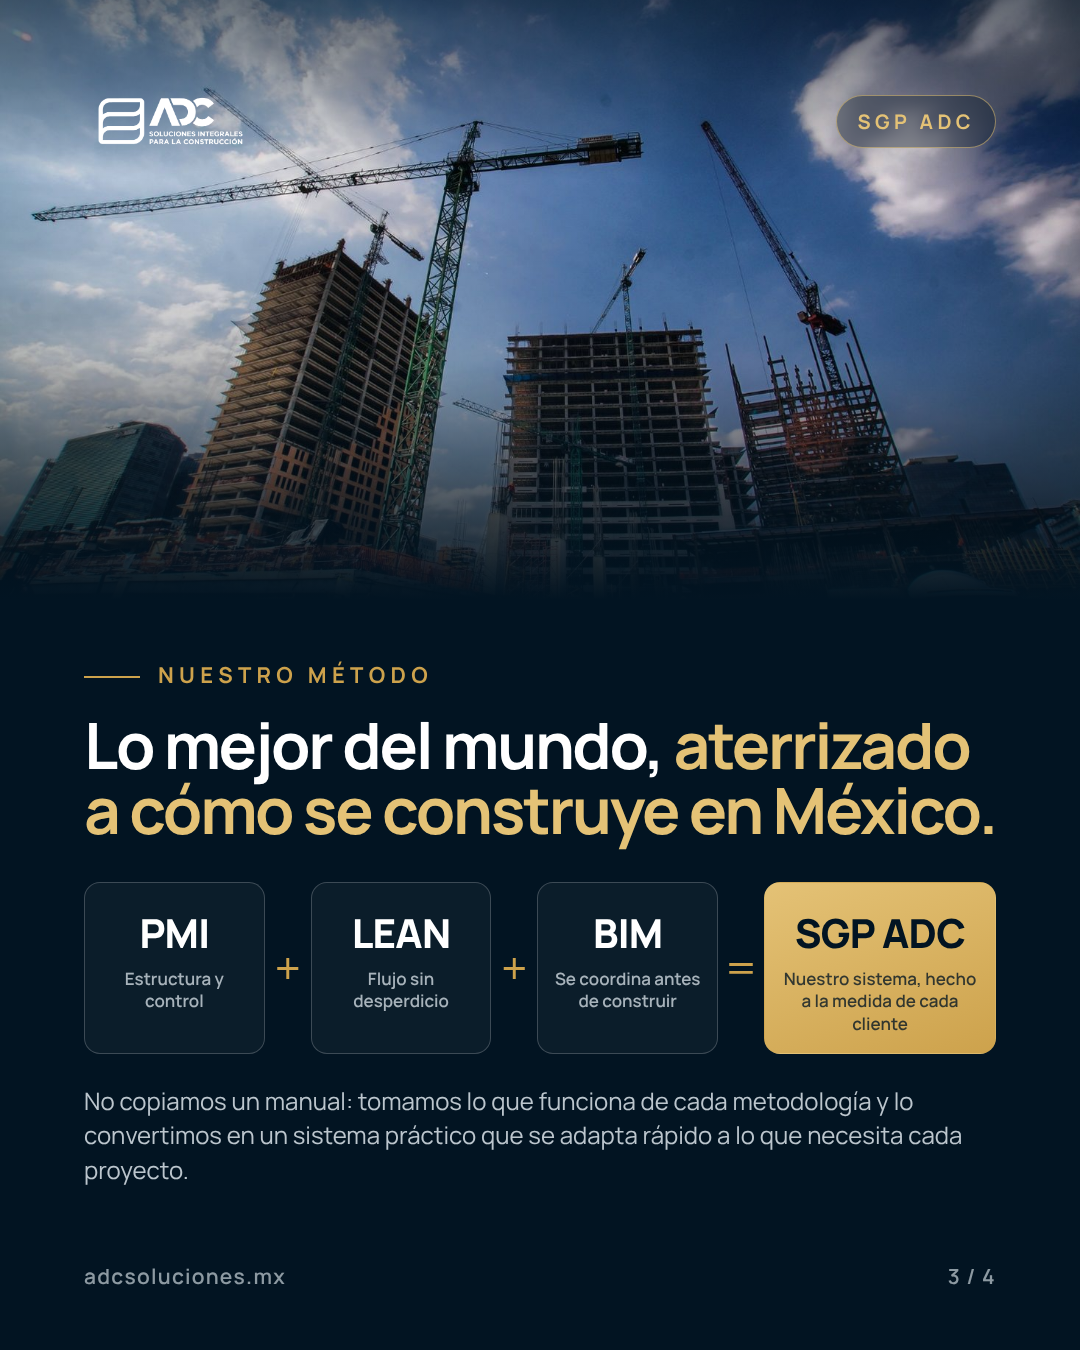 ADC
SOLUCIONES INTEGRALES
PARA LA CONSTRUCCIÓN
SGP ADC
NUESTRO MÉTODO
Lo mejor del mundo, aterrizado
a cómo se construye en México.
PMI
Estructura y
control
+
LEAN
Flujo sin
desperdicio
+
BIM
Se coordina antes
de construir
=
SGP ADC
Nuestro sistema, hecho
a la medida de cada
cliente
No copiamos un manual: tomamos lo que funciona de cada metodología y lo
convertimos en un sistema práctico que se adapta rápido a lo que necesita cada
proyecto.
adcsoluciones.mx
3 / 4